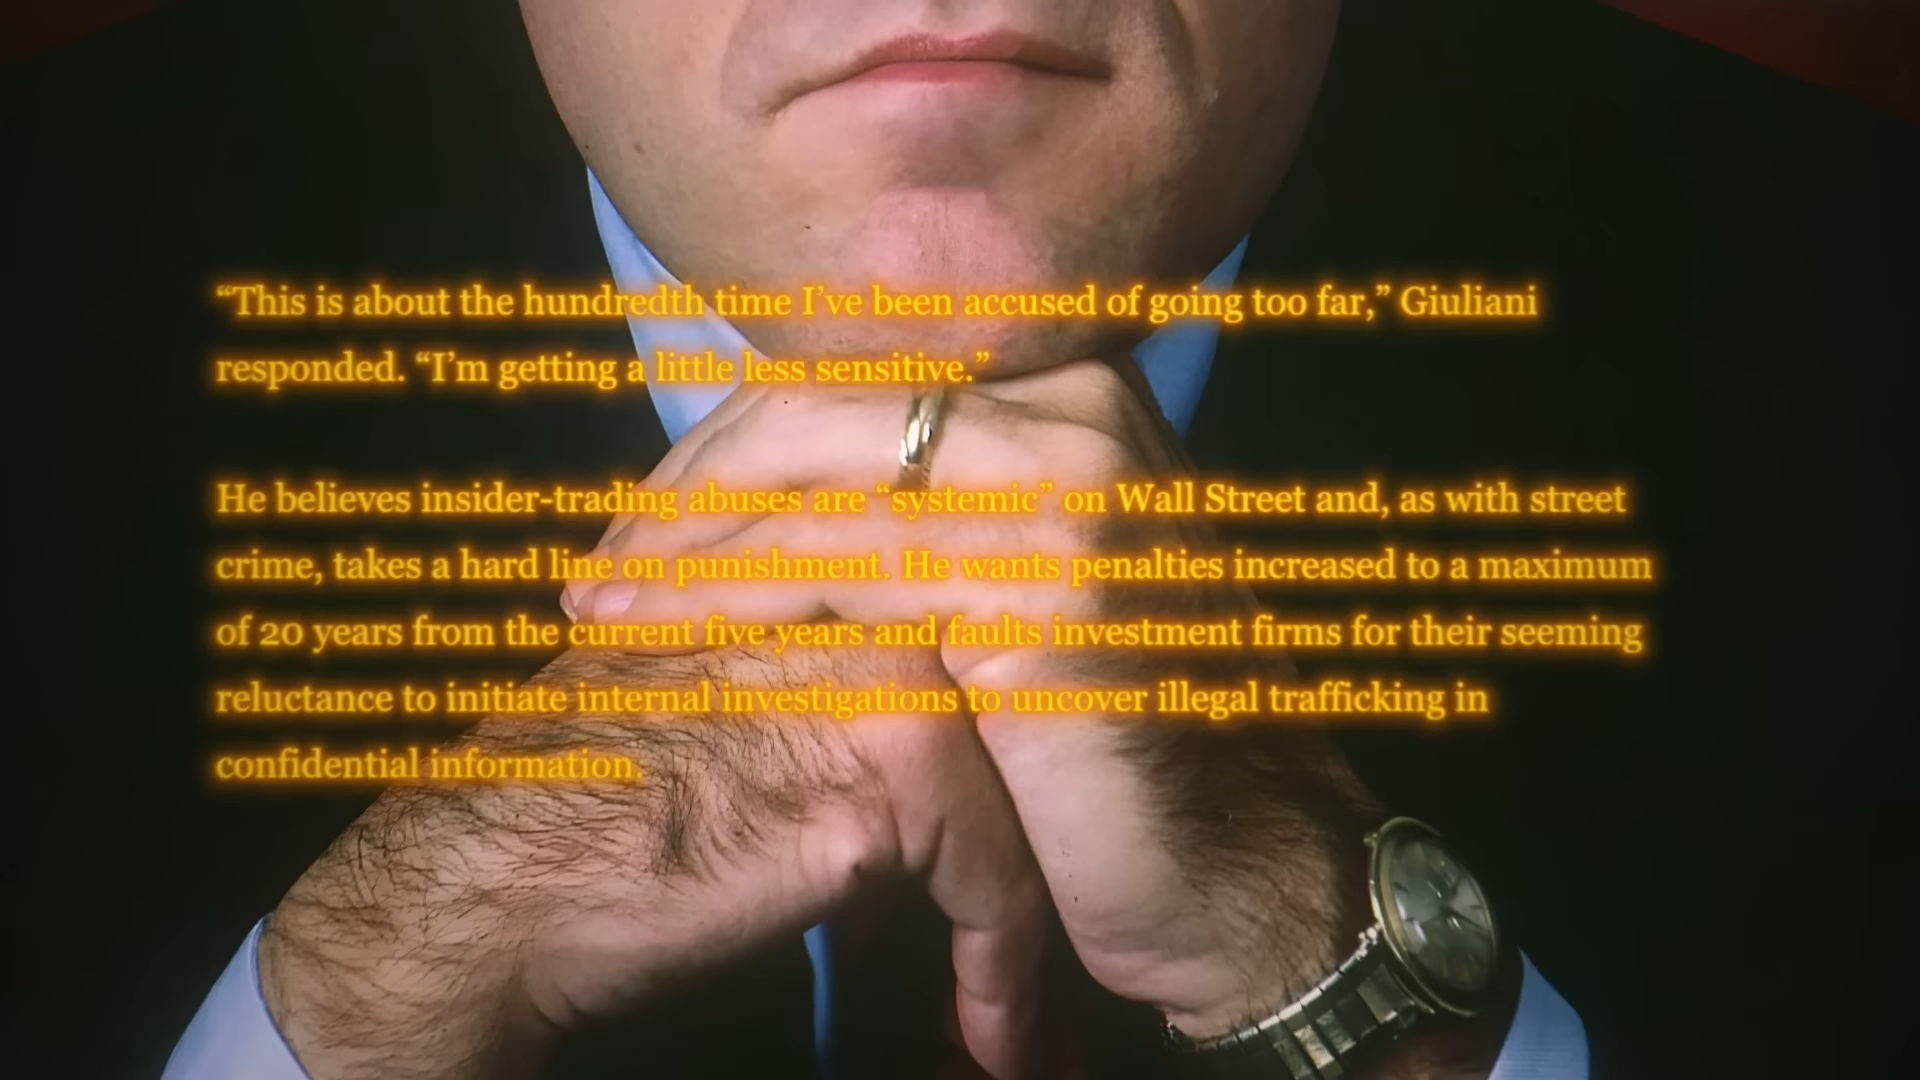 “This is about the hundredth time I’ve been accused of going too far,” Giuliani
responded. “I’m getting a little less sensitive.”
He believes insider-trading abuses are “systemic” on Wall Street and, as with street
crime, takes a hard line on punishment. He wants penalties increased to a maximum
of 20 years from the current five years and faults investment firms for their seeming
reluctance to initiate internal investigations to uncover illegal trafficking in
confidential information.